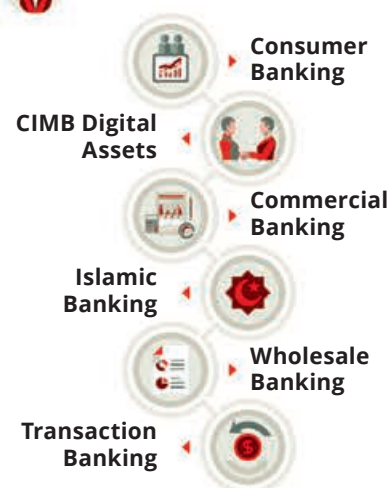 Consumer
Banking
CIMB Digital
Assets
Commercial
Banking
Islamic
Banking
Wholesale
Banking
Transaction
Banking
$